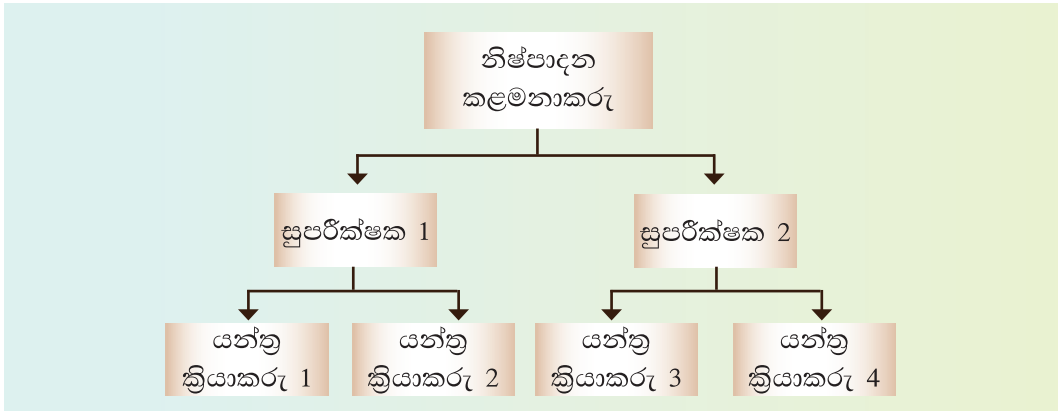 නිෂ්පාදන
කළමනාකරු
සුපරීක්ෂක 1
සුපරීක්ෂක 2
යන්ත්‍ර
ක්‍රියාකරු 1
යන්ත්‍ර
ක්‍රියාකරු 2
යන්ත්‍ර
ක්‍රියාකරු 3
යන්ත්‍ර
ක්‍රියාකරු 4